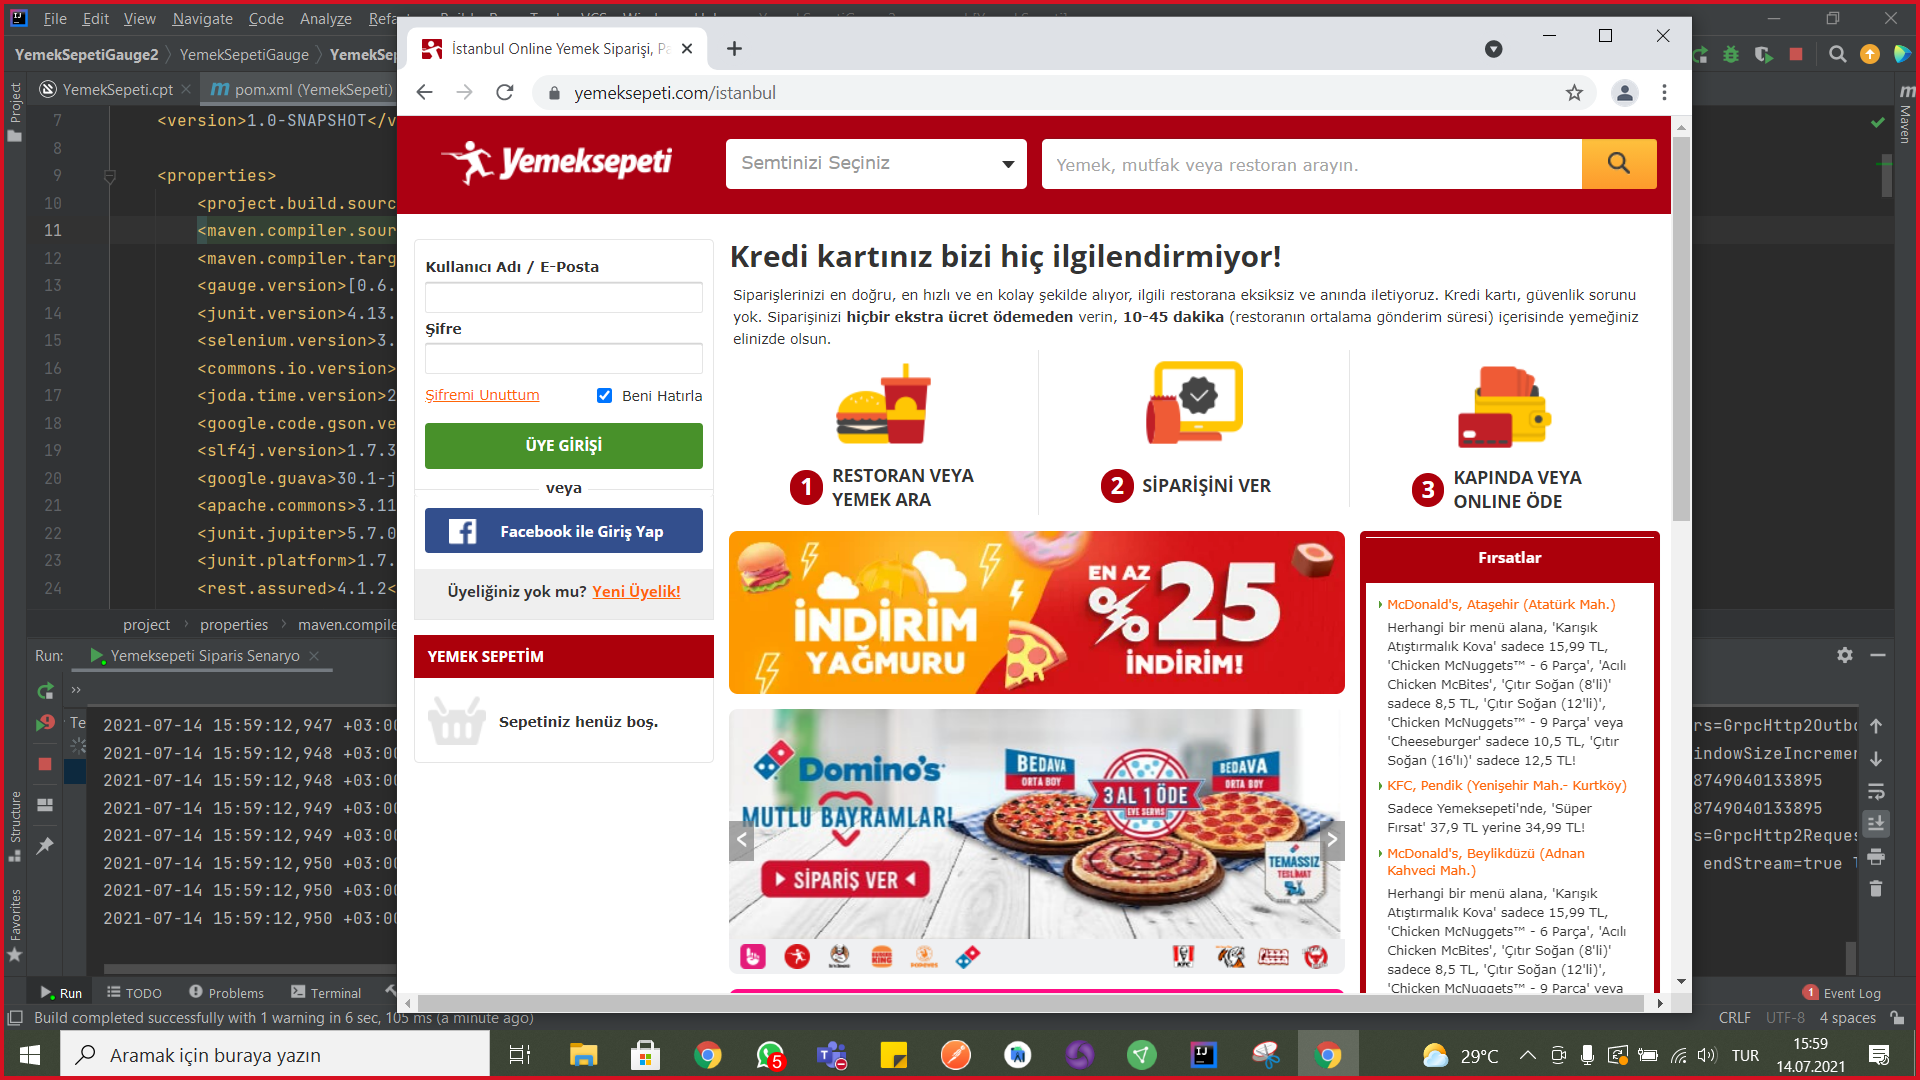 File Edit View Navigate Code Analyze
YemekSepetiGauge2 YemekSepetiGauge
YemekSepeti.cpt
pom.xml (YemekSepeti)
Project
7 <version>1.0-SNAPSHOT</v
8
9 <properties>
10 <project.build.sourc
11 <maven.compiler.sour
12 <maven.compiler.targ
13 <gauge.version>[0.6.
14 <junit.version>4.13.
15 <selenium.version>3.
16 <commons.io.version>
17 <joda.time.version>2
18 <google.code.gson.ve
19 <slf4j.version>1.7.3
20 <google.guava>30.1-j
21 <apache.commons>3.11
22 <junit.jupiter>5.7.0
23 <junit.platform>1.7.
24 <rest.assured>4.1.2<
project properties maven.compile
Run: Yemeksepeti Siparis Senaryo
2021-07-14 15:59:12,947 +03:00
2021-07-14 15:59:12,948 +03:00
2021-07-14 15:59:12,948 +03:00
2021-07-14 15:59:12,949 +03:00
2021-07-14 15:59:12,949 +03:00
2021-07-14 15:59:12,950 +03:00
2021-07-14 15:59:12,950 +03:00
2021-07-14 15:59:12,950 +03:00
Structure
Favorites
Maven
İstanbul Online Yemek Siparişi, Pa
yemeksepeti.com/istanbul
Yemeksepeti
Semtinizi Seçiniz
Yemek, mutfak veya restoran arayın.
Kullanıcı Adı / E-Posta
Şifre
Şifremi Unuttum
Beni Hatırla
ÜYE GİRİŞİ
veya
Facebook ile Giriş Yap
Üyeliğiniz yok mu? Yeni Üyelik!
YEMEK SEPETİM
Sepetiniz henüz boş.
Kredi kartınız bizi hiç ilgilendirmiyor!
Siparişlerinizi en doğru, en hızlı ve en kolay şekilde alıyor, ilgili restorana eksiksiz ve anında iletiyoruz. Kredi kartı, güvenlik sorunu
yok. Siparişinizi hiçbir ekstra ücret ödemeden verin, 10-45 dakika (restoranın ortalama gönderim süresi) içerisinde yemeğiniz
elinizde olsun.
1 RESTORAN VEYA
YEMEK ARA
2 SİPARİŞİNİ VER
3 KAPINDA VEYA
ONLINE ÖDE
İNDİRİM
YAĞMURU
EN AZ
%25
İNDİRİM!
Domino's
MUTLU BAYRAMLAR!
SİPARİŞ VER
BEDAVA
ORTA BOY
3 AL 1 ÖDE
EVE SERVİS
BEDAVA
ORTA BOY
TEMASSIZ
TESLİMAT
Fırsatlar
McDonald's, Ataşehir (Atatürk Mah.)
Herhangi bir menü alana, 'Karışık
Atıştırmalık Kova' sadece 15,99 TL,
'Chicken McNuggets™ - 6 Parça', 'Acılı
Chicken McBites', 'Çıtır Soğan (8'li)'
sadece 8,5 TL, 'Çıtır Soğan (12'li)',
'Chicken McNuggets™ - 9 Parça' veya
'Cheeseburger' sadece 10,5 TL, 'Çıtır
Soğan (16'lı)' sadece 12,5 TL!
KFC, Pendik (Yenişehir Mah.- Kurtköy)
Sadece Yemeksepeti'nde, 'Süper
Fırsat' 37,9 TL yerine 34,99 TL!
McDonald's, Beylikdüzü (Adnan
Kahveci Mah.)
Herhangi bir menü alana, 'Karışık
Atıştırmalık Kova' sadece 15,99 TL,
'Chicken McNuggets™ - 6 Parça', 'Acılı
Chicken McBites', 'Çıtır Soğan (8'li)'
sadece 8,5 TL, 'Çıtır Soğan (12'li)',
'Chicken McNuggets™ - 9 Parça' veya
rs=GrpcHttp2Outbo
indowSizeIncremen
8749040133895
8749040133895
s=GrpcHttp2Reques
endStream=true
Run TODO Problems Terminal
1 Event Log
Build completed successfully with 1 warning in 6 sec, 105 ms (a minute ago)
CRLF UTF-8 4 spaces
Aramak için buraya yazın
5
29°C
TUR
15:59
14.07.2021